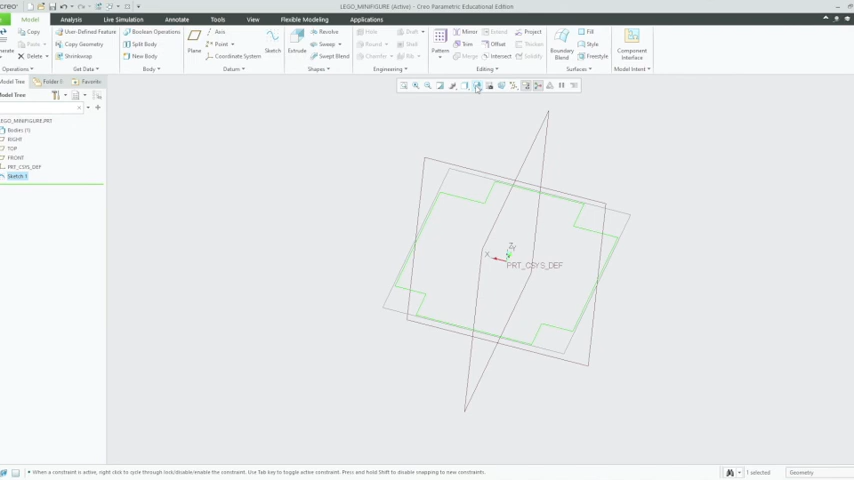 LEGO_MINIFIGURE (Active) - Creo Parametric Educational Edition
Model Analysis Live Simulation Annotate Tools View Flexible Modeling Applications
Copy User-Defined Feature Boolean Operations Axis Revolve Hole Draft Mirror Extend Project Fill
Paste Copy Geometry Split Body Point Sweep Round Shell Trim Offset Thicken Style
Delete Shrinkwrap New Body Plane Coordinate System Sketch Extrude Swept Blend Chamfer Rib Pattern Merge Intersect Solidify Boundary Blend Freestyle Component Interface
Operations Get Data Body Datum Shapes Engineering Editing Surfaces Model Intent
Model Tree Folder Favorites
Model Tree
LEGO_MINIFIGURE.PRT
Bodies (1)
RIGHT
TOP
FRONT
PRT_CSYS_DEF
Sketch 1
Z Y
X
PRT_CSYS_DEF
When a constraint is active, right click to cycle through lock/disable/enable the constraint. Use Tab key to toggle active constraint. Press and hold Shift to disable snapping to new constraints.
1 selected
Geometry